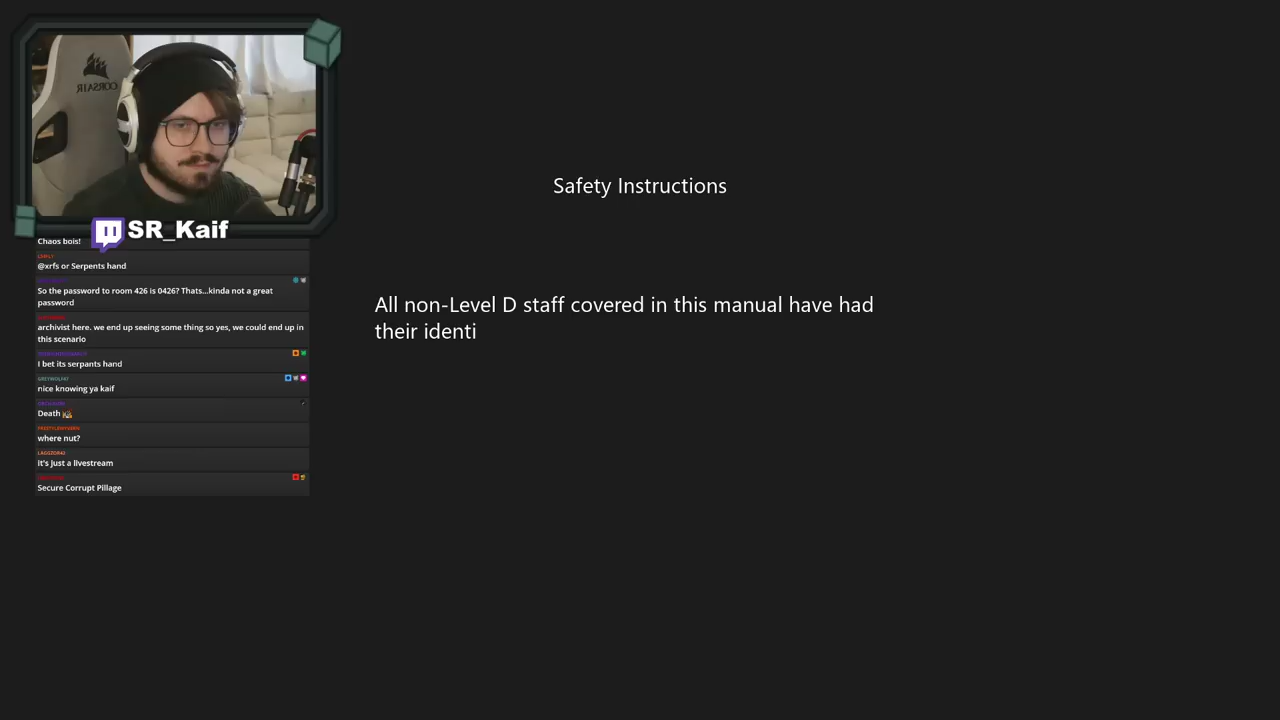 CORSAIR
SR_Kaif
Chaos bois!
@xrfs or Serpents hand
So the password to room 426 is 0426? Thats...kinda not a great
password
archivist here. we end up seeing some thing so yes, we could end up in
this scenario
I bet its serpants hand
nice knowing ya kaif
Death
where nut?
it's just a livestream
Secure Corrupt Pillage
Safety Instructions
All non-Level D staff covered in this manual have had
their identi